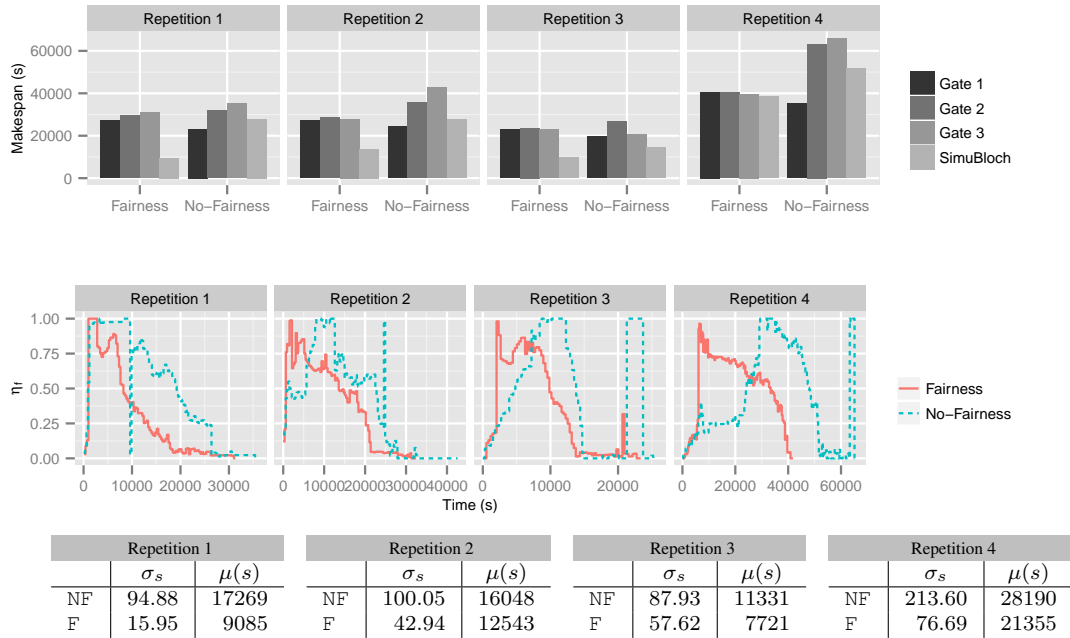 Repetition 1 Repetition 2 Repetition 3 Repetition 4
Makespan (s)
60000
40000
20000
0
Fairness No−Fairness Fairness No−Fairness Fairness No−Fairness Fairness No−Fairness
Gate 1
Gate 2
Gate 3
SimuBloch
Repetition 1 Repetition 2 Repetition 3 Repetition 4
ηf
1.00
0.75
0.50
0.25
0.00
0 10000 20000 30000 0 10000 20000 30000 40000 0 10000 20000 0 20000 40000 60000
Time (s)
Fairness
No−Fairness
Repetition 1 Repetition 2 Repetition 3 Repetition 4
σs μ(s) σs μ(s) σs μ(s) σs μ(s)
NF 94.88 17269 NF 100.05 16048 NF 87.93 11331 NF 213.60 28190
F 15.95 9085 F 42.94 12543 F 57.62 7721 F 76.69 21355